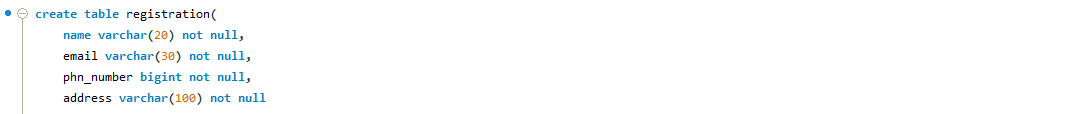 create table registration(
name varchar(20) not null,
email varchar(30) not null,
phn_number bigint not null,
address varchar(100) not null